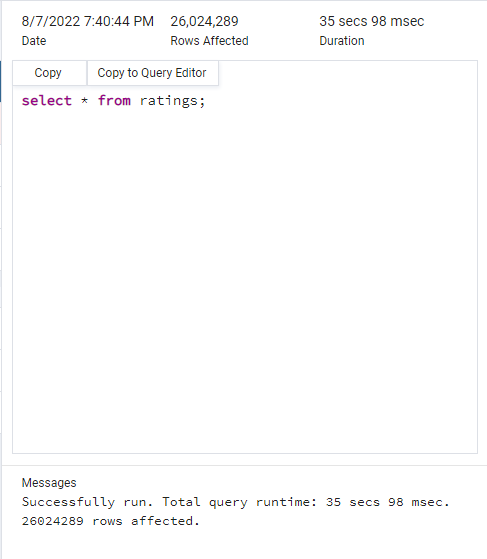 8/7/2022 7:40:44 PM 26,024,289 35 secs 98 msec
Date Rows Affected Duration
Copy Copy to Query Editor
select * from ratings;
Messages
Successfully run. Total query runtime: 35 secs 98 msec.
26024289 rows affected.